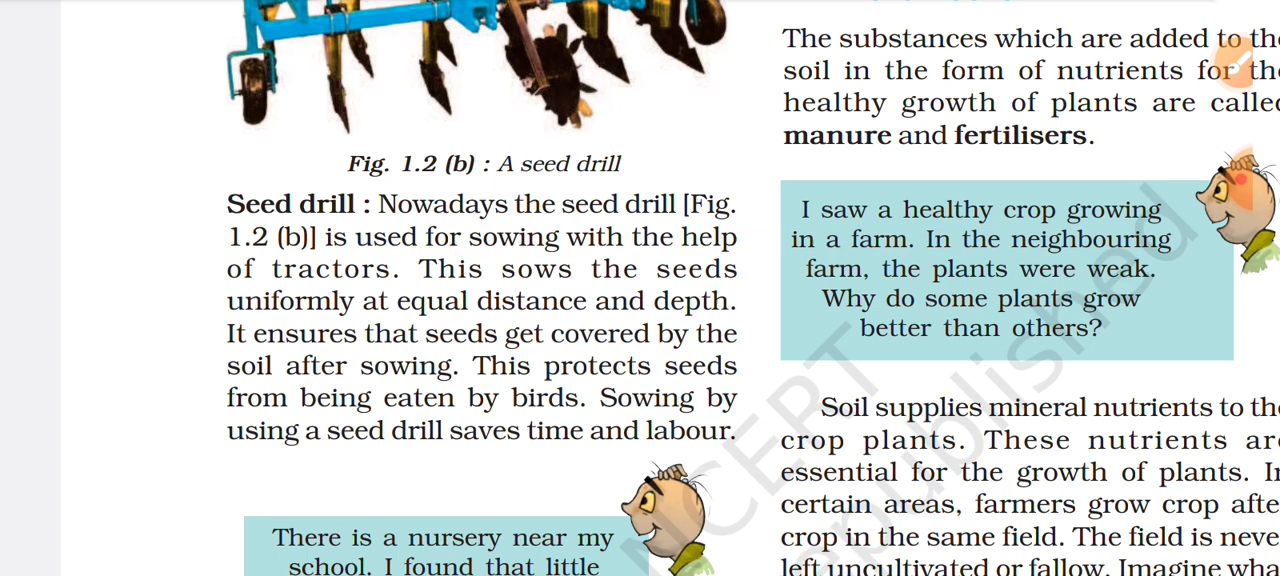 Fig. 1.2 (b) : A seed drill
Seed drill : Nowadays the seed drill [Fig.
1.2 (b)] is used for sowing with the help
of tractors. This sows the seeds
uniformly at equal distance and depth.
It ensures that seeds get covered by the
soil after sowing. This protects seeds
from being eaten by birds. Sowing by
using a seed drill saves time and labour.
There is a nursery near my
school. I found that little
The substances which are added to the
soil in the form of nutrients for the
healthy growth of plants are called
manure and fertilisers.
I saw a healthy crop growing
in a farm. In the neighbouring
farm, the plants were weak.
Why do some plants grow
better than others?
Soil supplies mineral nutrients to the
crop plants. These nutrients are
essential for the growth of plants. In
certain areas, farmers grow crop afte
crop in the same field. The field is neve
left uncultivated or fallow. Imagine wha
NCERT
republished